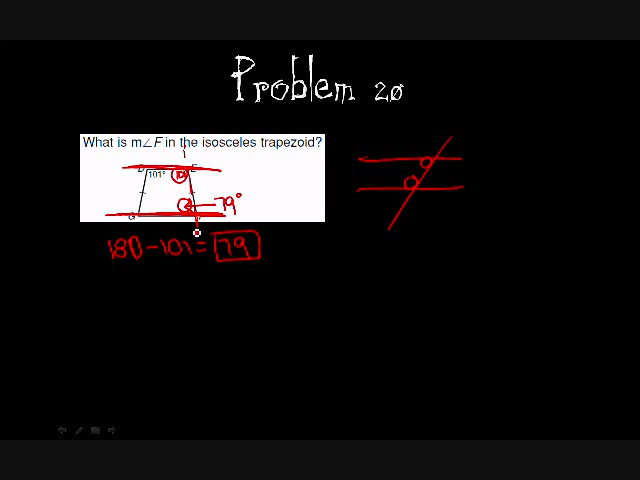 Problem 20
What is m∠F in the isosceles trapezoid?
101°
79°
G
180-101=79